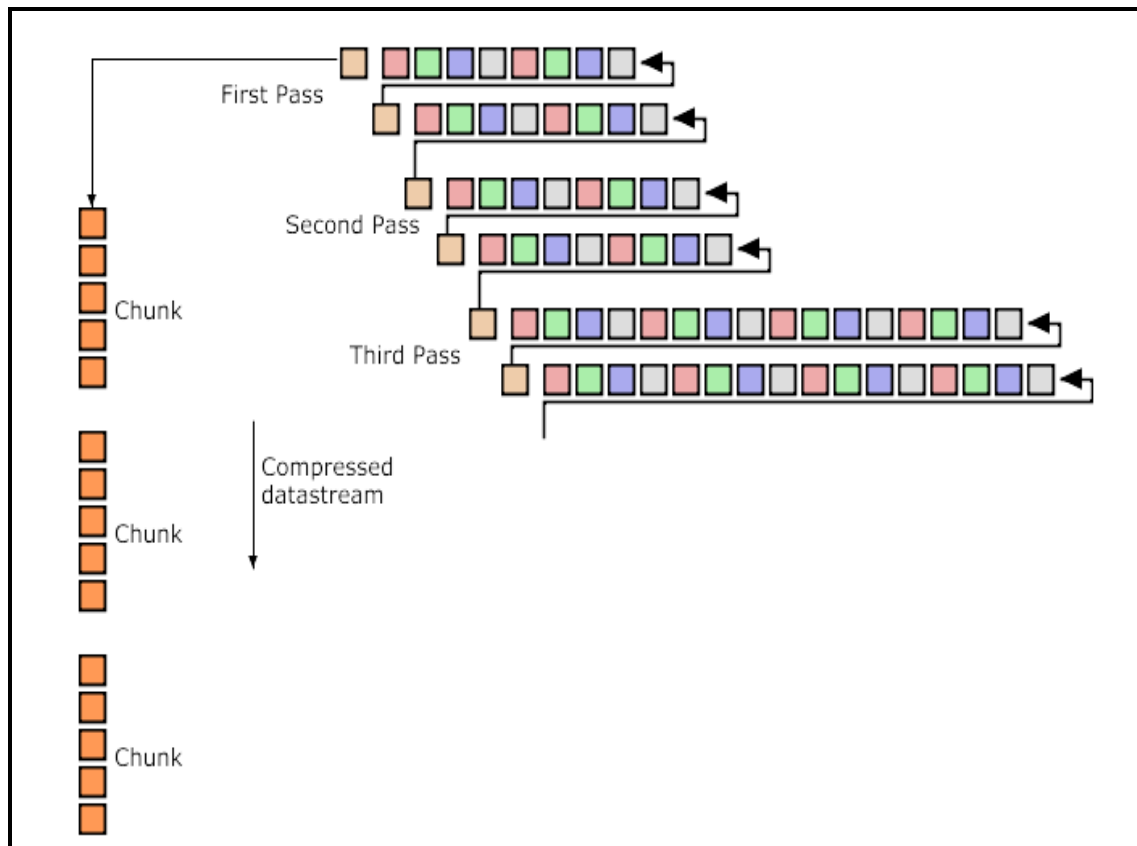 First Pass
Second Pass
Chunk
Third Pass
Compressed
datastream
Chunk
Chunk